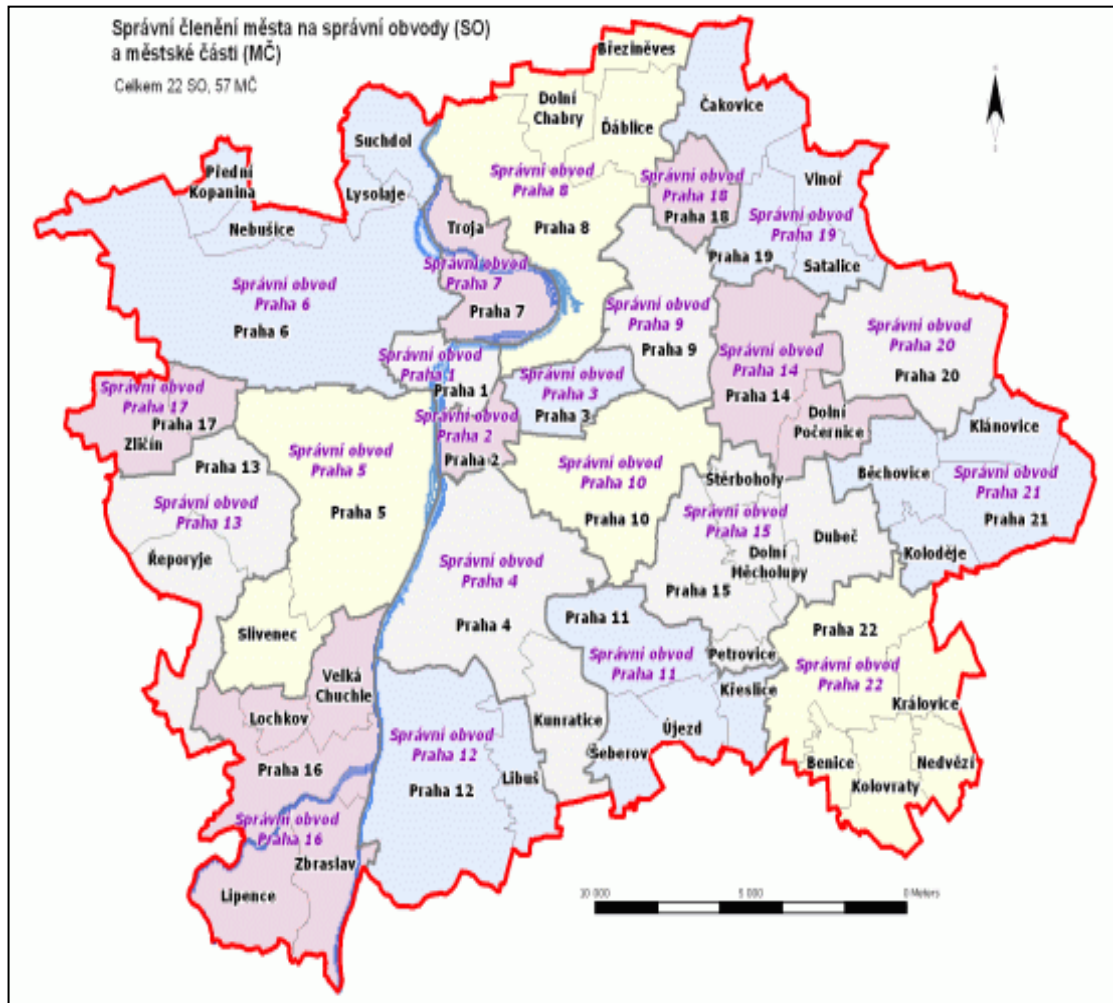 Správní členění města na správní obvody (SO)
a městské části (MČ)
Celkem 22 SO, 57 MČ
Březiněves
Dolní
Chabry
Ďáblice
Čakovice
Suchdol
Lysolaje
Přední
Kopanina
Nebušice
Správní obvod
Praha 8
Praha 8
Správní obvod
Praha 18
Praha 18
Vinoř
Správní obvod
Praha 19
Praha 19
Satalice
Troja
Správní obvod
Praha 7
Praha 7
Správní obvod
Praha 6
Praha 6
Správní obvod
Praha 9
Praha 9
Správní obvod
Praha 20
Praha 20
Správní obvod
Praha 14
Praha 14
Dolní
Počernice
Správní obvod
Praha 1
Praha 1
Správní obvod
Praha 3
Praha 3
Správní obvod
Praha 2
Praha 2
Správní obvod
Praha 17
Praha 17
Zličín
Praha 13
Správní obvod
Praha 13
Řeporyje
Správní obvod
Praha 5
Praha 5
Správní obvod
Praha 10
Praha 10
Klánovice
Běchovice
Správní obvod
Praha 21
Praha 21
Koloděje
Štěrboholy
Správní obvod
Praha 15
Dolní
Měcholupy
Dubeč
Praha 15
Petrovice
Správní obvod
Praha 4
Praha 4
Praha 11
Správní obvod
Praha 11
Křeslice
Újezd
Šeberov
Kunratice
Praha 22
Správní obvod
Praha 22
Královice
Benice
Kolovraty
Nedvězí
Slivenec
Velká
Chuchle
Lochkov
Praha 16
Správní obvod
Praha 16
Zbraslav
Lipence
Správní obvod
Praha 12
Praha 12
Libuš
10 000
5 000
0 Meters